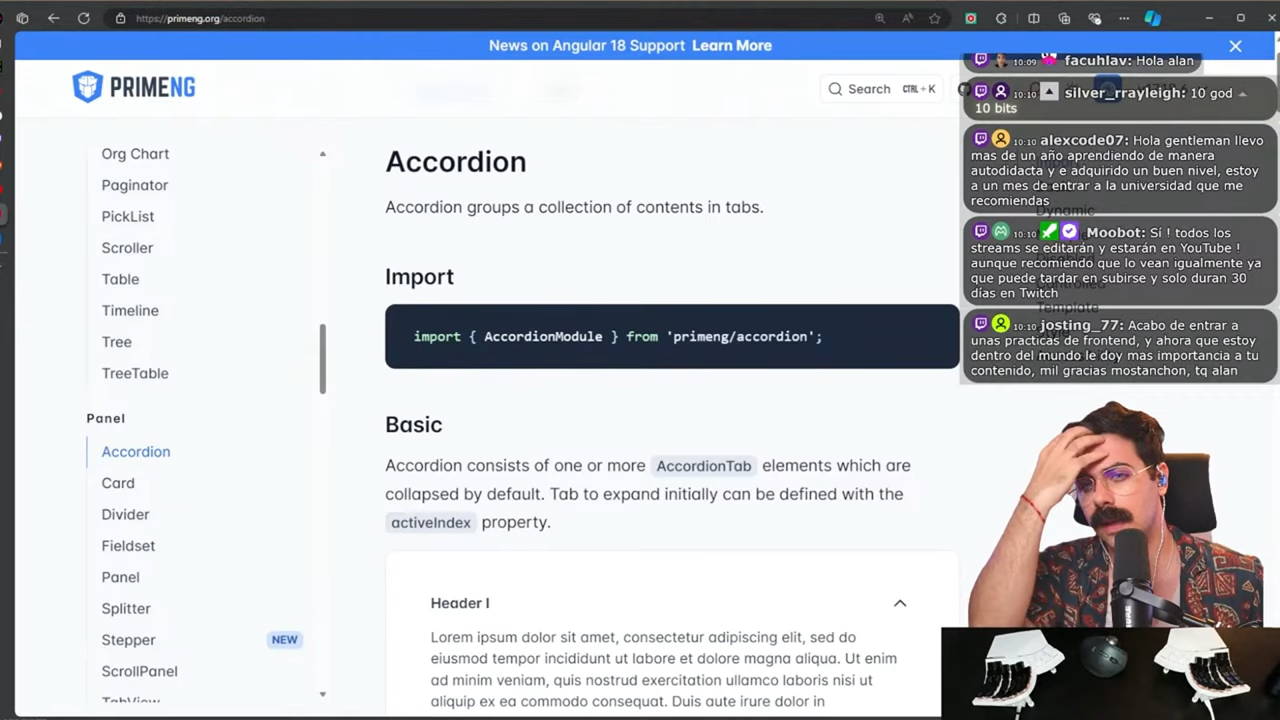 https://primeng.org/accordion
News on Angular 18 Support Learn More
PRIMENG
Search CTRL + K
Org Chart
Paginator
PickList
Scroller
Table
Timeline
Tree
TreeTable
Panel
Accordion
Card
Divider
Fieldset
Panel
Splitter
Stepper NEW
ScrollPanel
TabView
Accordion
Accordion groups a collection of contents in tabs.
Import
import { AccordionModule } from 'primeng/accordion';
Basic
Accordion consists of one or more AccordionTab elements which are
collapsed by default. Tab to expand initially can be defined with the
activeIndex property.
Header I
Lorem ipsum dolor sit amet, consectetur adipiscing elit, sed do
eiusmod tempor incididunt ut labore et dolore magna aliqua. Ut enim
ad minim veniam, quis nostrud exercitation ullamco laboris nisi ut
aliquip ex ea commodo consequat. Duis aute irure dolor in
10:09 facuhlav: Hola alan
10:10 silver_rrayleigh: 10 god
10 bits
10:10 alexcode07: Hola gentleman llevo
mas de un año aprendiendo de manera
autodidacta y e adquirido un buen nivel, estoy
a un mes de entrar a la universidad que me
recomiendas
Dynamic
10:10 Moobot: Sí ! todos los
streams se editarán y estarán en YouTube !
aunque recomiendo que lo vean igualmente ya
que puede tardar en subirse y solo duran 30
días en Twitch
Controlled
Template
10:10 josting_77: Acabo de entrar a
unas practicas de frontend, y ahora que estoy
dentro del mundo le doy mas importancia a tu
contenido, mil gracias mostanchon, tq alan